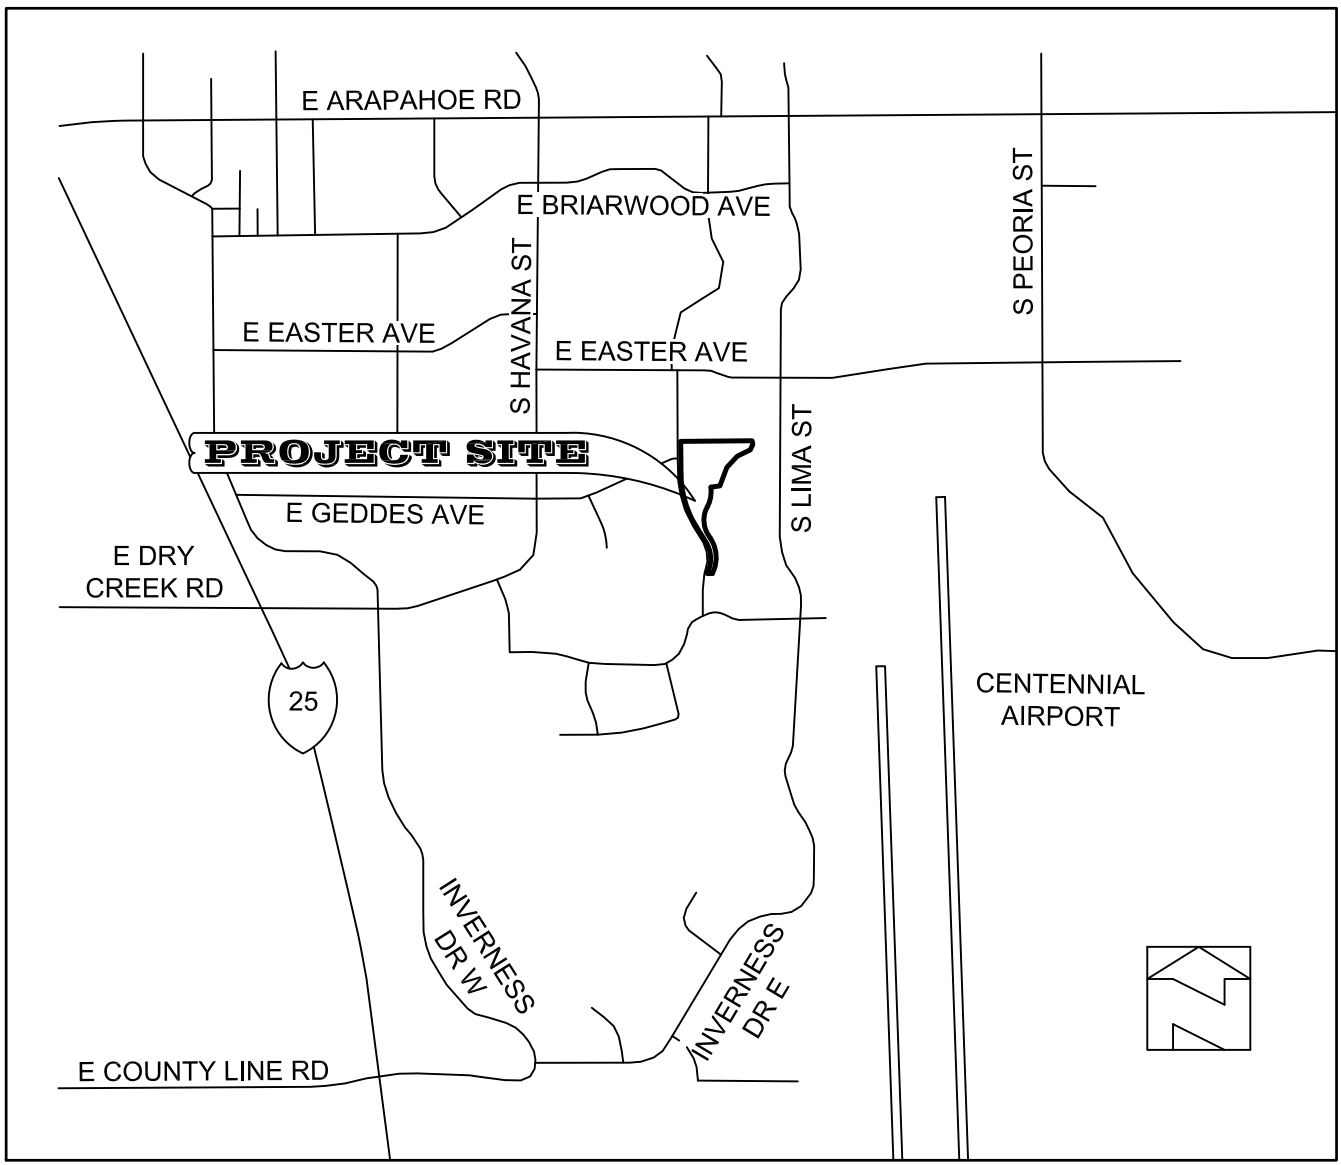 E ARAPAHOE RD
E BRIARWOOD AVE
S PEORIA ST
S HAVANA ST
E EASTER AVE
E EASTER AVE
PROJECT SITE
S LIMA ST
E GEDDES AVE
E DRY
CREEK RD
25
CENTENNIAL
AIRPORT
INVERNESS
DR W
INVERNESS
DR E
E COUNTY LINE RD